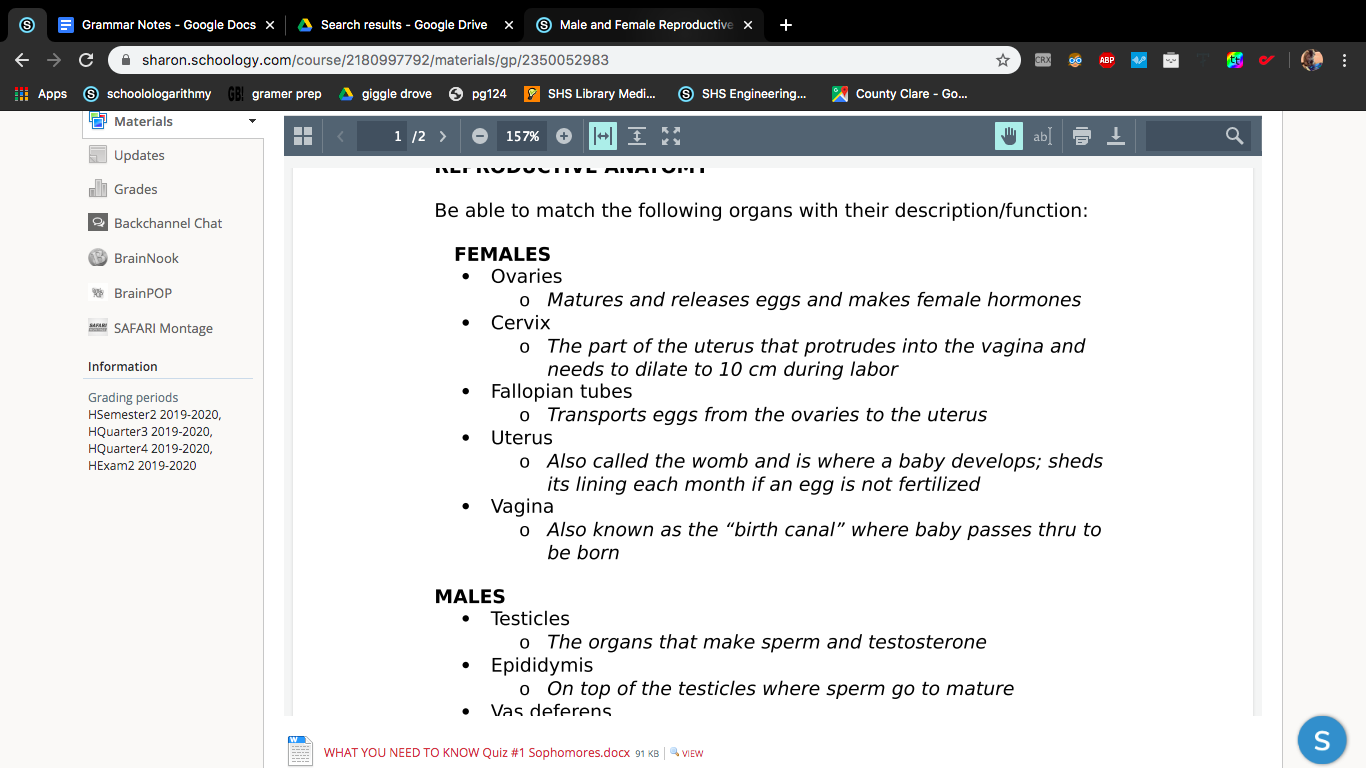 Grammar Notes - Google Docs
Search results - Google Drive
Male and Female Reproductive
sharon.schoology.com/course/2180997792/materials/gp/2350052983
CRX
ABP
Apps
schoolologarithmy
GB!
gramer prep
giggle drove
pg124
SHS Library Medi...
SHS Engineering...
County Clare - Go...
Materials
Updates
Grades
Backchannel Chat
BrainNook
BrainPOP
SAFARI Montage
Information
Grading periods
HSemester2 2019-2020,
HQuarter3 2019-2020,
HQuarter4 2019-2020,
HExam2 2019-2020
1 /2
157%
ab
REPRODUCTIVE ANATOMY
Be able to match the following organs with their description/function:
FEMALES
• Ovaries
o Matures and releases eggs and makes female hormones
• Cervix
o The part of the uterus that protrudes into the vagina and
needs to dilate to 10 cm during labor
• Fallopian tubes
o Transports eggs from the ovaries to the uterus
• Uterus
o Also called the womb and is where a baby develops; sheds
its lining each month if an egg is not fertilized
• Vagina
o Also known as the “birth canal” where baby passes thru to
be born
MALES
• Testicles
o The organs that make sperm and testosterone
• Epididymis
o On top of the testicles where sperm go to mature
• Vas deferens
WHAT YOU NEED TO KNOW Quiz #1 Sophomores.docx 91 KB VIEW
S